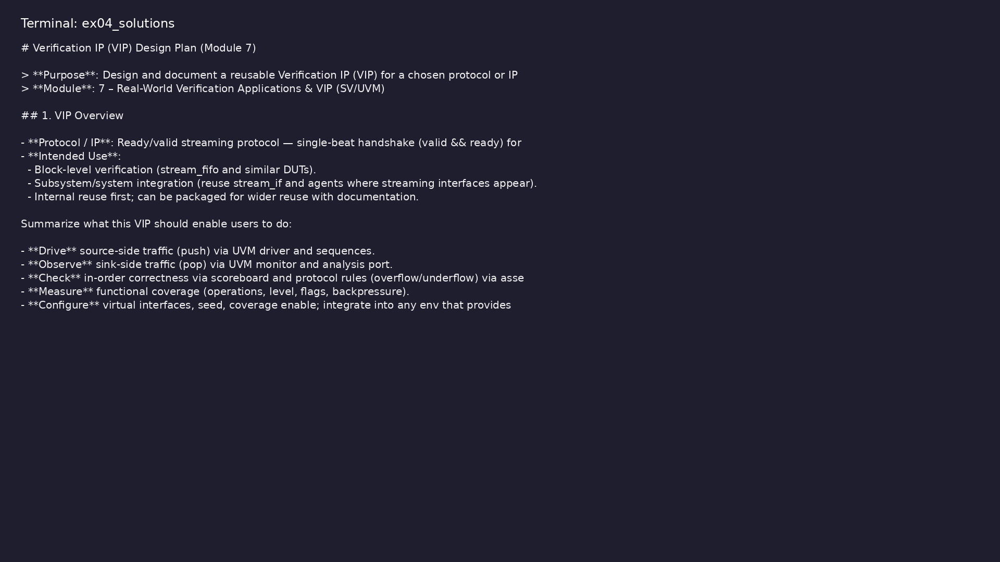 Terminal: ex04_solutions
# Verification IP (VIP) Design Plan (Module 7)
> **Purpose**: Design and document a reusable Verification IP (VIP) for a chosen protocol or IP
> **Module**: 7 – Real-World Verification Applications & VIP (SV/UVM)
## 1. VIP Overview
- **Protocol / IP**: Ready/valid streaming protocol — single-beat handshake (valid && ready) for
- **Intended Use**:
  - Block-level verification (stream_fifo and similar DUTs).
  - Subsystem/system integration (reuse stream_if and agents where streaming interfaces appear).
  - Internal reuse first; can be packaged for wider reuse with documentation.
Summarize what this VIP should enable users to do:
- **Drive** source-side traffic (push) via UVM driver and sequences.
- **Observe** sink-side traffic (pop) via UVM monitor and analysis port.
- **Check** in-order correctness via scoreboard and protocol rules (overflow/underflow) via asse
- **Measure** functional coverage (operations, level, flags, backpressure).
- **Configure** virtual interfaces, seed, coverage enable; integrate into any env that provides